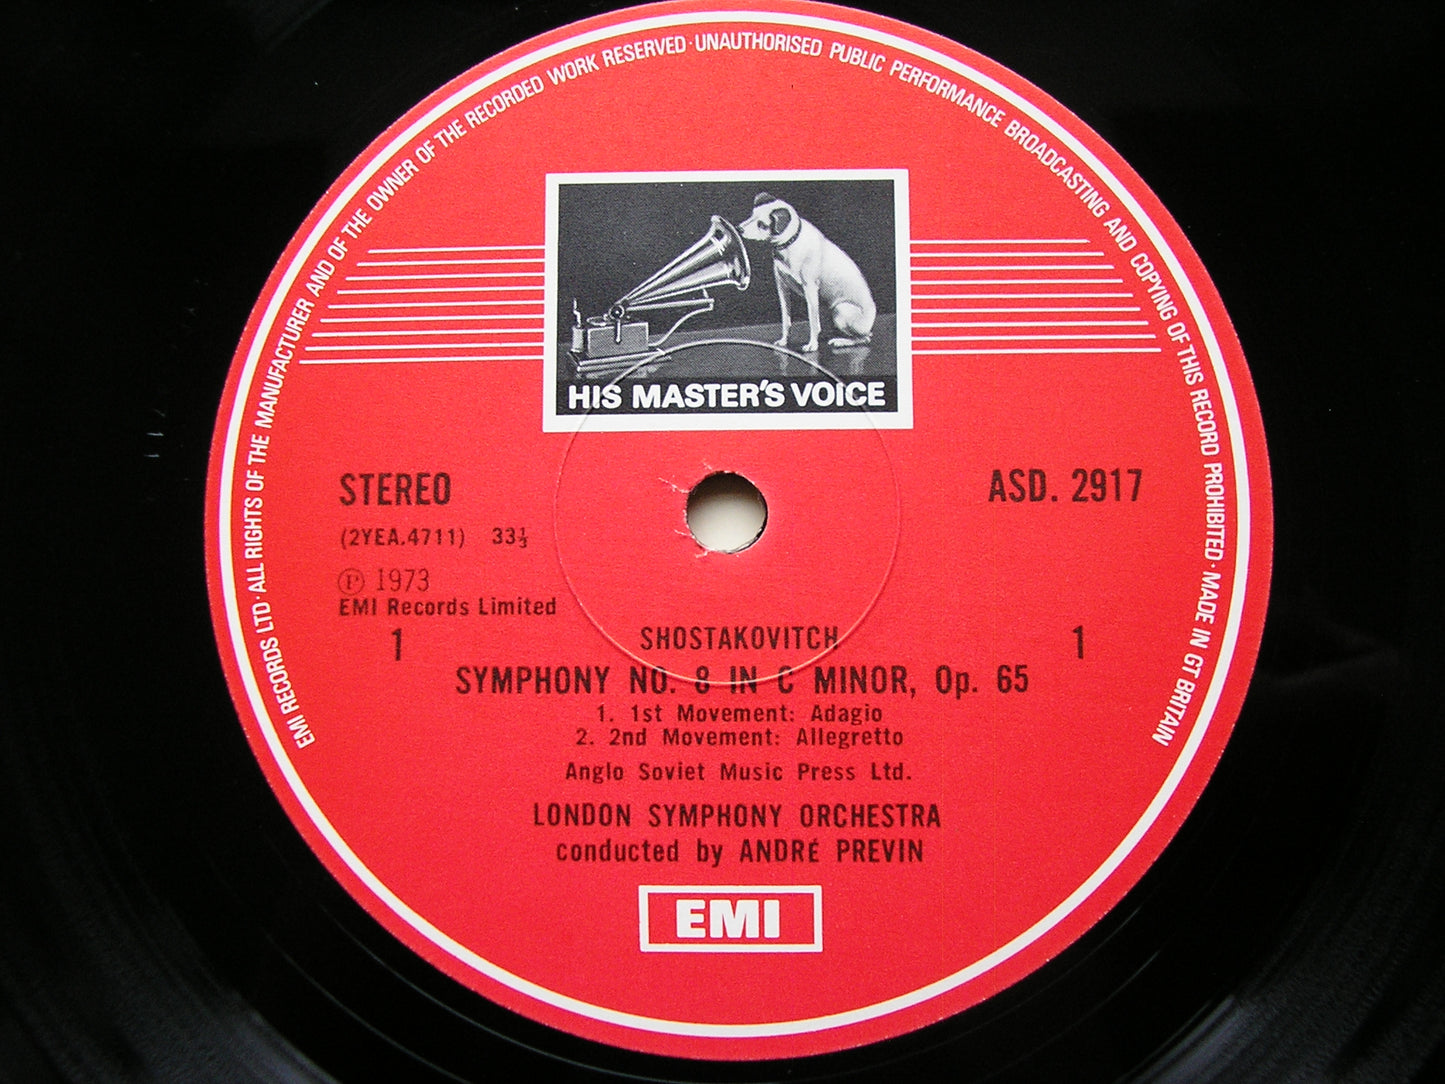 EMI RECORDS LTD · ALL RIGHTS OF THE MANUFACTURER AND OF THE OWNER OF THE RECORDED WORK RESERVED · UNAUTHORISED PUBLIC PERFORMANCE BROADCASTING AND COPYING OF THIS RECORD PROHIBITED · MADE IN GT BRITAIN
HIS MASTER'S VOICE
STEREO
ASD. 2917
(2YEA.4711) 33⅓
℗ 1973
EMI Records Limited
1
SHOSTAKOVITCH
1
SYMPHONY NO. 8 IN C MINOR, Op. 65
1. 1st Movement: Adagio
2. 2nd Movement: Allegretto
Anglo Soviet Music Press Ltd.
LONDON SYMPHONY ORCHESTRA
conducted by ANDRÉ PREVIN
EMI